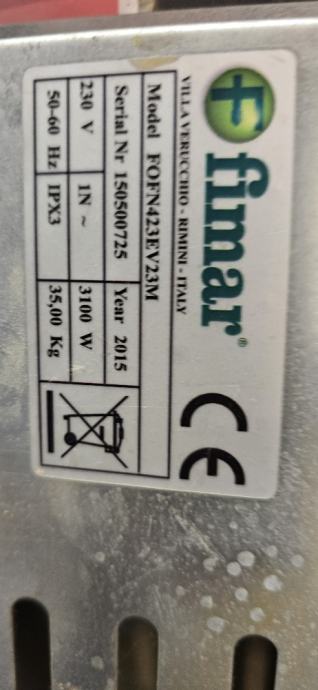 fimar®
CE
VILLA VERUCCHIO - RIMINI - ITALY
Model FOFN423EV23M
Serial Nr 150500725 Year 2015
230 V 1N ~ 3100 W
50-60 Hz IPX3 35,00 Kg